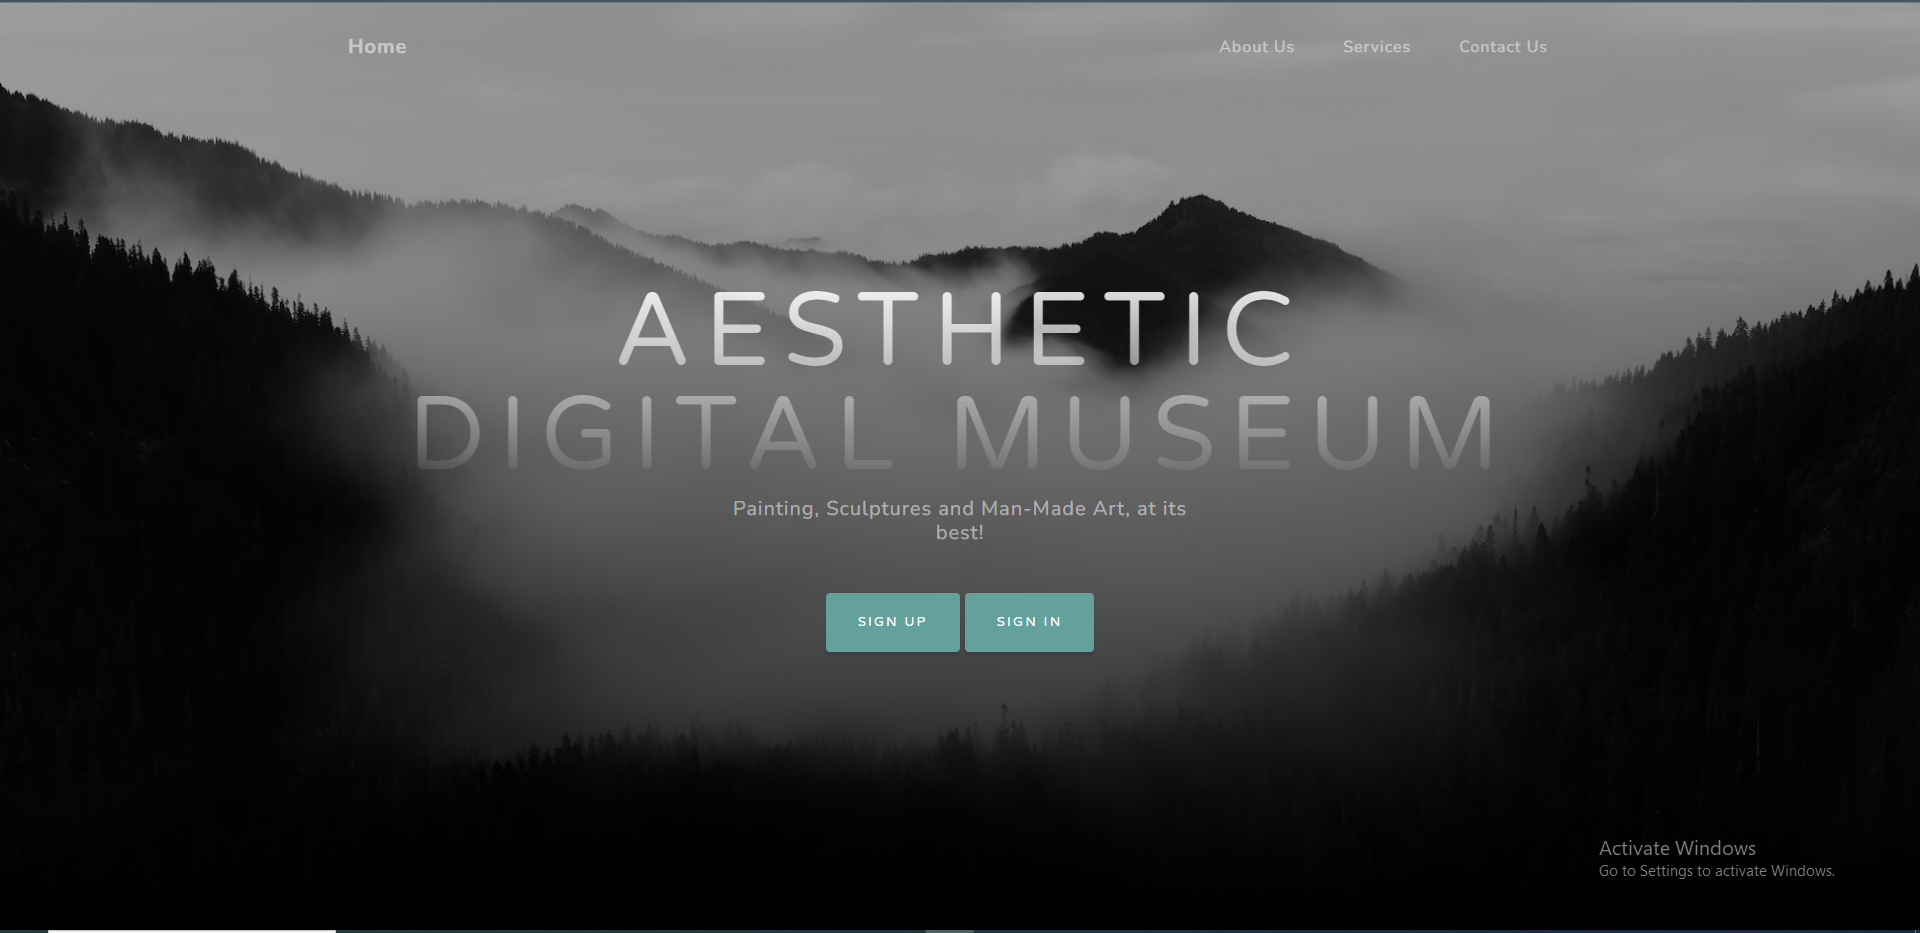 Home
About Us
Services
Contact Us
AESTHETIC
DIGITAL MUSEUM
Painting, Sculptures and Man-Made Art, at its
best!
SIGN UP
SIGN IN
Activate Windows
Go to Settings to activate Windows.